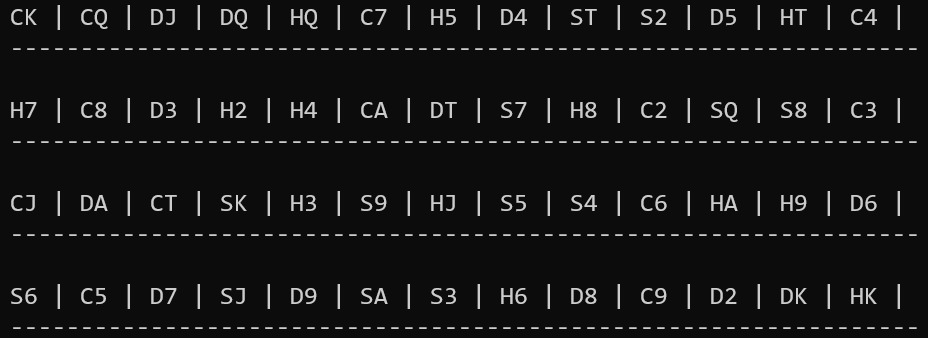 CK | CQ | DJ | DQ | HQ | C7 | H5 | D4 | ST | S2 | D5 | HT | C4 |
-----------------------------------------------------------------
H7 | C8 | D3 | H2 | H4 | CA | DT | S7 | H8 | C2 | SQ | S8 | C3 |
-----------------------------------------------------------------
CJ | DA | CT | SK | H3 | S9 | HJ | S5 | S4 | C6 | HA | H9 | D6 |
-----------------------------------------------------------------
S6 | C5 | D7 | SJ | D9 | SA | S3 | H6 | D8 | C9 | D2 | DK | HK |
-----------------------------------------------------------------